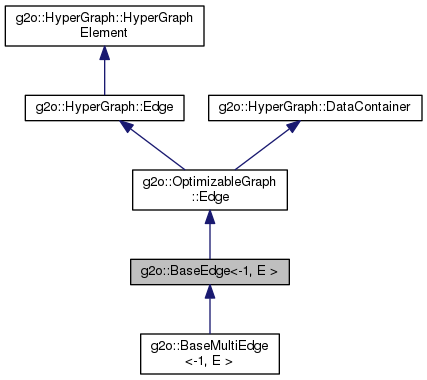 g2o::HyperGraph::HyperGraph
Element
g2o::HyperGraph::Edge
g2o::HyperGraph::DataContainer
g2o::OptimizableGraph
::Edge
g2o::BaseEdge<-1, E >
g2o::BaseMultiEdge
<-1, E >